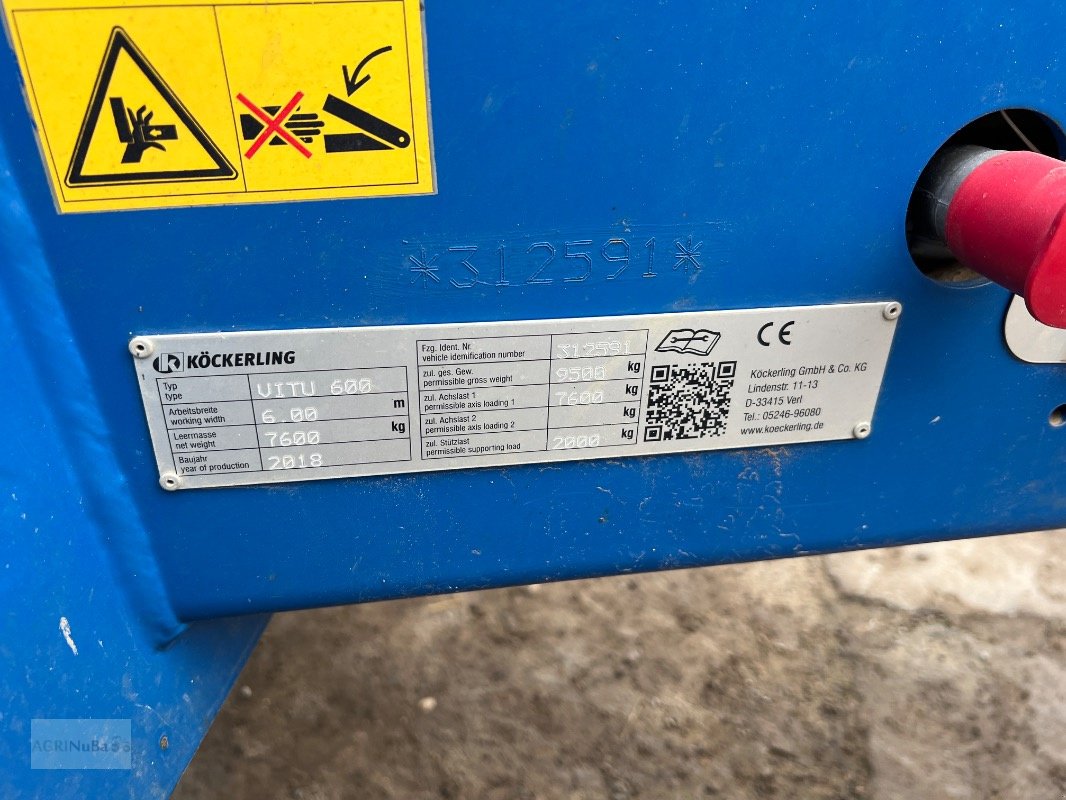 *312591*
KÖCKERLING
Typ
type
VITU 600
Arbeitsbreite
working width
6.00
m
Leermasse
net weight
7600
kg
Baujahr
year of production
2018
Fzg. Ident. Nr.
vehicle idemification number
312591
zul. ges. Gew.
permissible gross weight
9500
kg
zul. Achslast 1
permissible axis loading 1
7600
kg
zul. Achslast 2
permissible axis loading 2
kg
zul. Stützlast
permissible supporting load
2000
kg
CE
Köckerling GmbH & Co. KG
Lindenstr. 11-13
D-33415 Verl
Tel.: 05246-96080
www.koeckerling.de
AGRINuBaSS